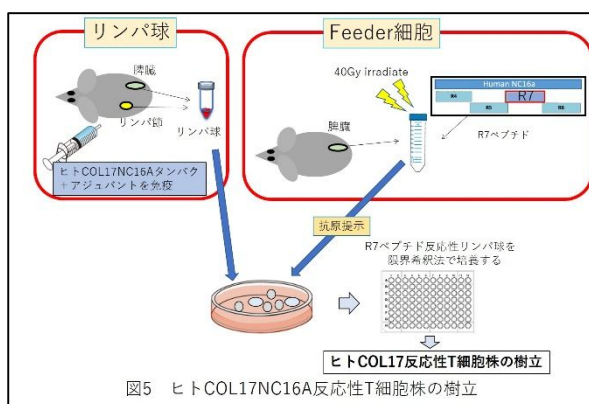 リンパ球
脾臓
リンパ節
リンパ球
ヒトCOL17NC16Aタンパク
+アジュバントを免疫
Feeder細胞
40Gy irradiate
脾臓
Human NC16a
R4
R7
R5
R6
R7ペプチド
抗原提示
R7ペプチド反応性リンパ球を
限界希釈法で培養する
ヒトCOL17反応性T細胞株の樹立
図5 ヒトCOL17NC16A反応性T細胞株の樹立